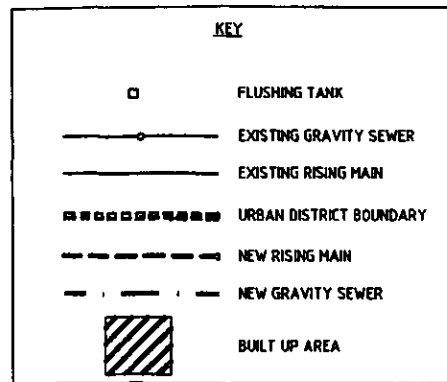 KEY
FLUSHING TANK
EXISTING GRAVITY SEWER
EXISTING RISING MAIN
URBAN DISTRICT BOUNDARY
NEW RISING MAIN
NEW GRAVITY SEWER
BUILT UP AREA